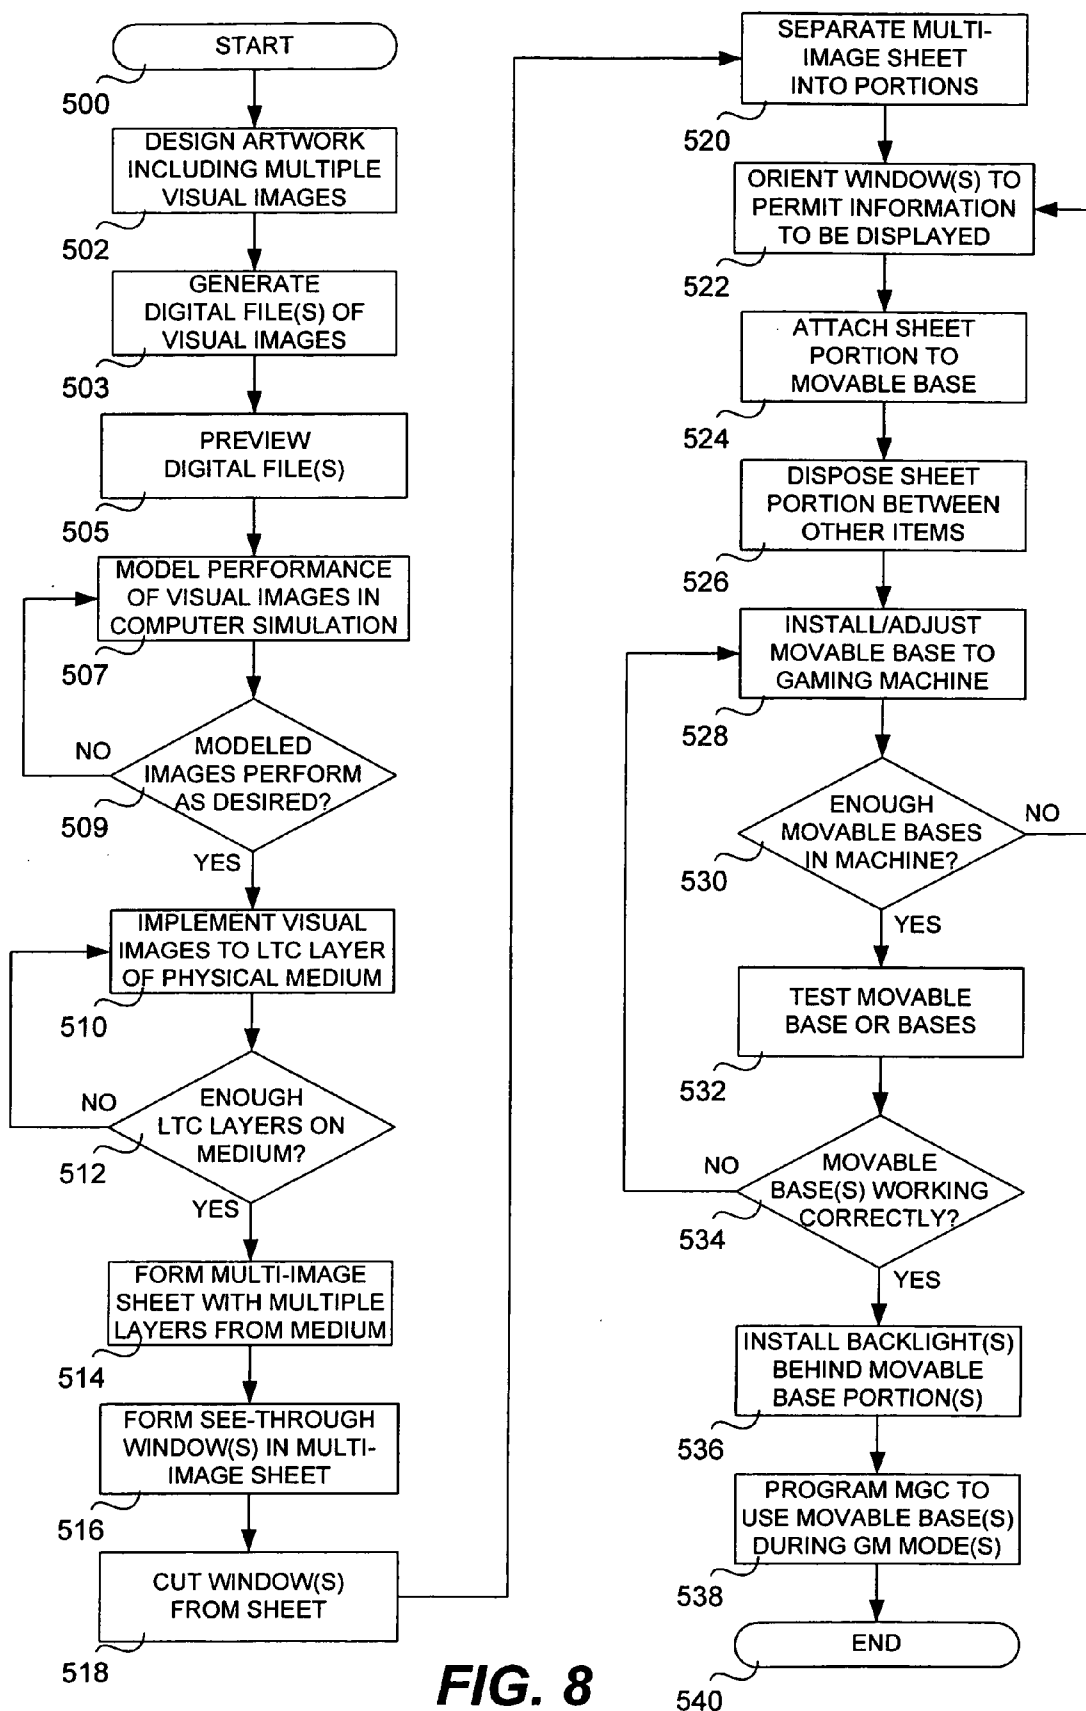 START
500
DESIGN ARTWORK
INCLUDING MULTIPLE
VISUAL IMAGES
502
GENERATE
DIGITAL FILE(S) OF
VISUAL IMAGES
503
PREVIEW
DIGITAL FILE(S)
505
MODEL PERFORMANCE
OF VISUAL IMAGES IN
COMPUTER SIMULATION
507
NO
MODELED
IMAGES PERFORM
AS DESIRED?
509
YES
IMPLEMENT VISUAL
IMAGES TO LTC LAYER
OF PHYSICAL MEDIUM
510
NO
ENOUGH
LTC LAYERS ON
MEDIUM?
512
YES
FORM MULTI-IMAGE
SHEET WITH MULTIPLE
LAYERS FROM MEDIUM
514
FORM SEE-THROUGH
WINDOW(S) IN MULTI-
IMAGE SHEET
516
CUT WINDOW(S)
FROM SHEET
518
SEPARATE MULTI-
IMAGE SHEET
INTO PORTIONS
520
ORIENT WINDOW(S) TO
PERMIT INFORMATION
TO BE DISPLAYED
522
ATTACH SHEET
PORTION TO
MOVABLE BASE
524
DISPOSE SHEET
PORTION BETWEEN
OTHER ITEMS
526
INSTALL/ADJUST
MOVABLE BASE TO
GAMING MACHINE
528
ENOUGH
MOVABLE BASES
IN MACHINE?
NO
530
YES
TEST MOVABLE
BASE OR BASES
532
NO
MOVABLE
BASE(S) WORKING
CORRECTLY?
534
YES
INSTALL BACKLIGHT(S)
BEHIND MOVABLE
BASE PORTION(S)
536
PROGRAM MGC TO
USE MOVABLE BASE(S)
DURING GM MODE(S)
538
END
540
FIG. 8